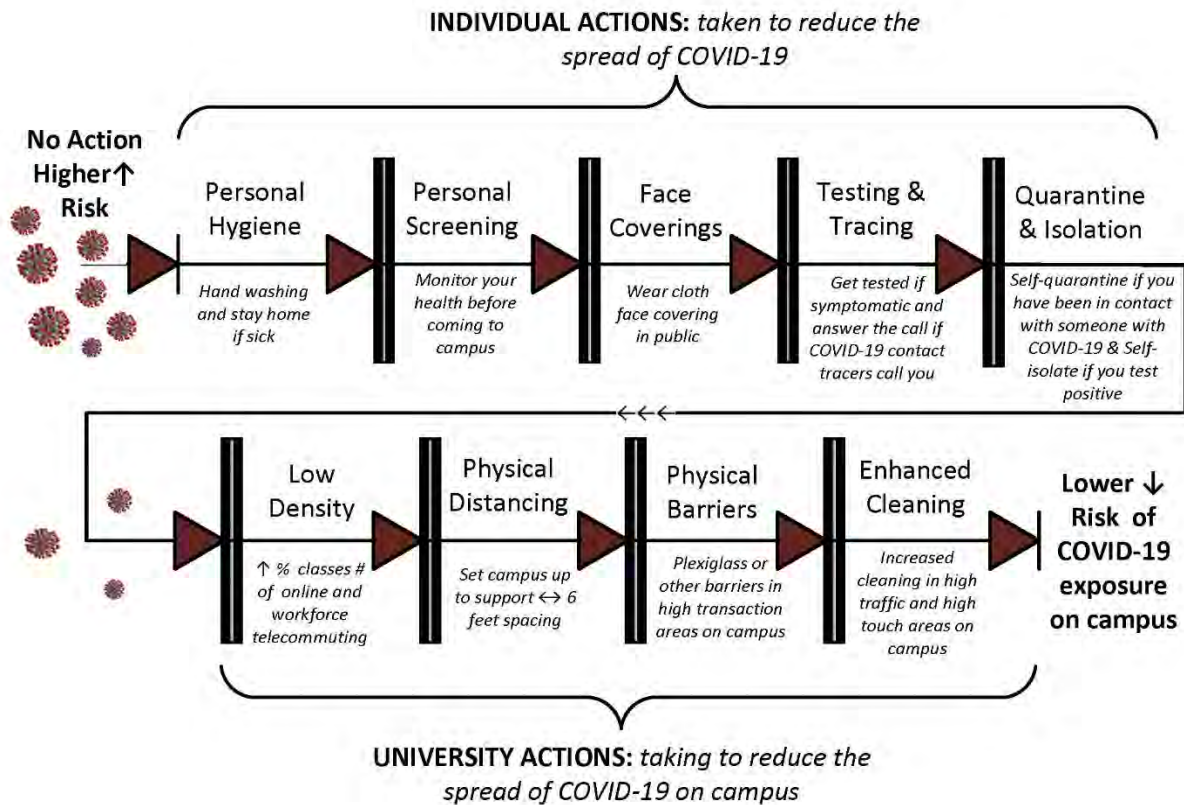 INDIVIDUAL ACTIONS: taken to reduce the
spread of COVID-19
No Action
Higher↑
Risk
Personal
Hygiene
Hand washing
and stay home
if sick
Personal
Screening
Monitor your
health before
coming to
campus
Face
Coverings
Wear cloth
face covering
in public
Testing &
Tracing
Get tested if
symptomatic and
answer the call if
COVID-19 contact
tracers call you
Quarantine
& Isolation
Self-quarantine if you
have been in contact
with someone with
COVID-19 & Self-
isolate if you test
positive
←←←
Low
Density
↑ % classes #
of online and
workforce
telecommuting
Physical
Distancing
Set campus up
to support ↔ 6
feet spacing
Physical
Barriers
Plexiglass or
other barriers in
high transaction
areas on campus
Enhanced
Cleaning
Increased
cleaning in high
traffic and high
touch areas on
campus
Lower ↓
Risk of
COVID-19
exposure
on campus
UNIVERSITY ACTIONS: taking to reduce the
spread of COVID-19 on campus